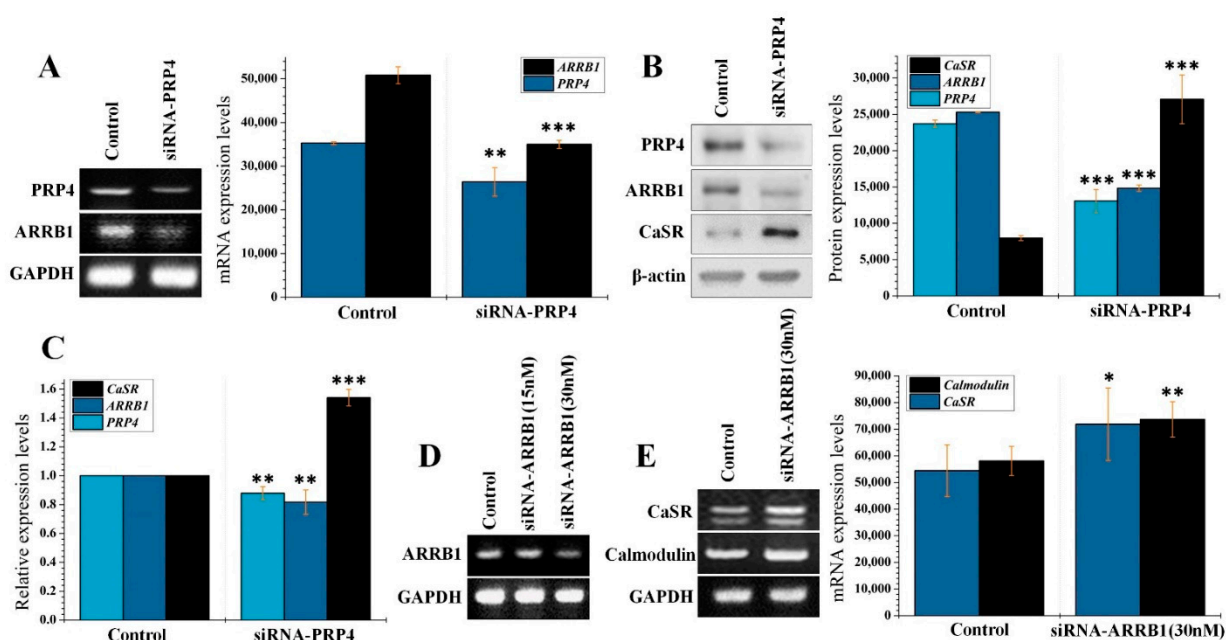 A
Control
siRNA-PRP4
PRP4
ARRB1
GAPDH
mRNA expression levels
50,000
40,000
30,000
20,000
10,000
0
ARRB1
PRP4
**
***
Control
siRNA-PRP4
B
Control
siRNA-PRP4
PRP4
ARRB1
CaSR
β-actin
Protein expression levels
30,000
25,000
20,000
15,000
10,000
5,000
0
CaSR
ARRB1
PRP4
***
***
***
Control
siRNA-PRP4
C
Relative expression levels
1.6
1.4
1.2
1.0
0.8
0.6
0.4
0.2
0.0
CaSR
ARRB1
PRP4
**
**
***
Control
siRNA-PRP4
D
Control
siRNA-ARRB1(15nM)
siRNA-ARRB1(30nM)
ARRB1
GAPDH
E
Control
siRNA-ARRB1(30nM)
CaSR
Calmodulin
GAPDH
mRNA expression levels
90,000
80,000
70,000
60,000
50,000
40,000
30,000
20,000
10,000
0
Calmodulin
CaSR
*
**
Control
siRNA-ARRB1(30nM)